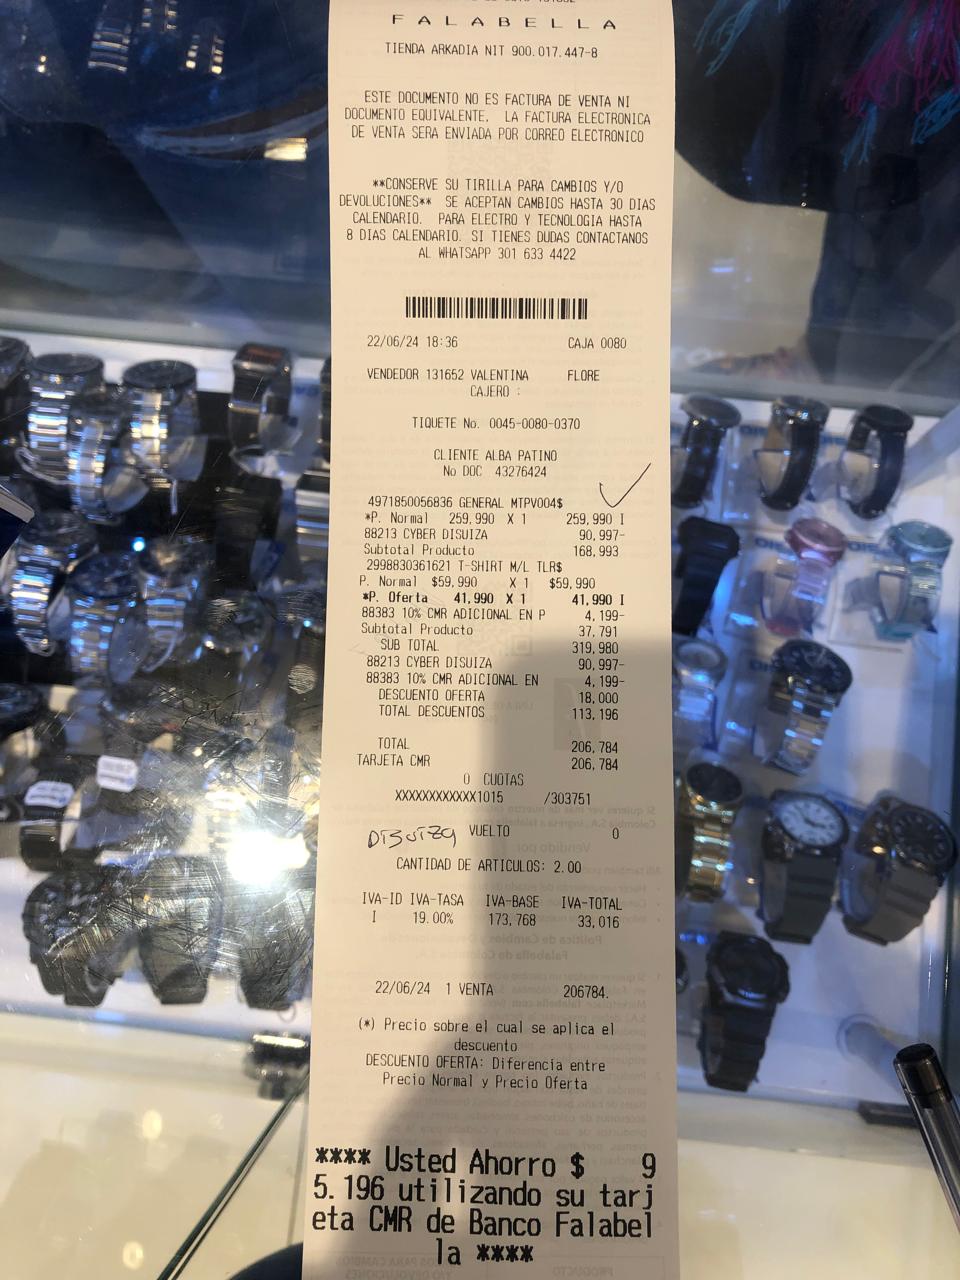 FALABELLA
TIENDA ARKADIA NIT 900.017.447-8
ESTE DOCUMENTO NO ES FACTURA DE VENTA NI
DOCUMENTO EQUIVALENTE. LA FACTURA ELECTRONICA
DE VENTA SERA ENVIADA POR CORREO ELECTRONICO
**CONSERVE SU TIRILLA PARA CAMBIOS Y/O
DEVOLUCIONES** SE ACEPTAN CAMBIOS HASTA 30 DIAS
CALENDARIO. PARA ELECTRO Y TECNOLOGIA HASTA
8 DIAS CALENDARIO. SI TIENES DUDAS CONTACTANOS
AL WHATSAPP 301 633 4422
22/06/24 18:36 CAJA 0080
VENDEDOR 131652 VALENTINA FLORE
CAJERO :
TIQUETE No. 0045-0080-0370
CLIENTE ALBA PATINO
No DOC 43276424
4971850056836 GENERAL MTPV004$
*P. Normal 259,990 X 1 259,990 I
88213 CYBER DISUIZA 90,997-
Subtotal Producto 168,993
2998830361621 T-SHIRT M/L TLR$
P. Normal $59,990 X 1 $59,990
*P. Oferta 41,990 X 1 41,990 I
88383 10% CMR ADICIONAL EN P 4,199-
Subtotal Producto 37,791
SUB TOTAL 319,980
88213 CYBER DISUIZA 90,997-
88383 10% CMR ADICIONAL EN 4,199-
DESCUENTO OFERTA 18,000
TOTAL DESCUENTOS 113,196
TOTAL 206,784
TARJETA CMR 206,784
0 CUOTAS
XXXXXXXXXXXX1015 /303751
DISUIZA VUELTO 0
CANTIDAD DE ARTICULOS: 2.00
IVA-ID IVA-TASA IVA-BASE IVA-TOTAL
I 19.00% 173,768 33,016
22/06/24 1 VENTA 206784.
(*) Precio sobre el cual se aplica el
descuento
DESCUENTO OFERTA: Diferencia entre
Precio Normal y Precio Oferta
**** Usted Ahorro $ 9
5.196 utilizando su tarj
eta CMR de Banco Falabel
la ****